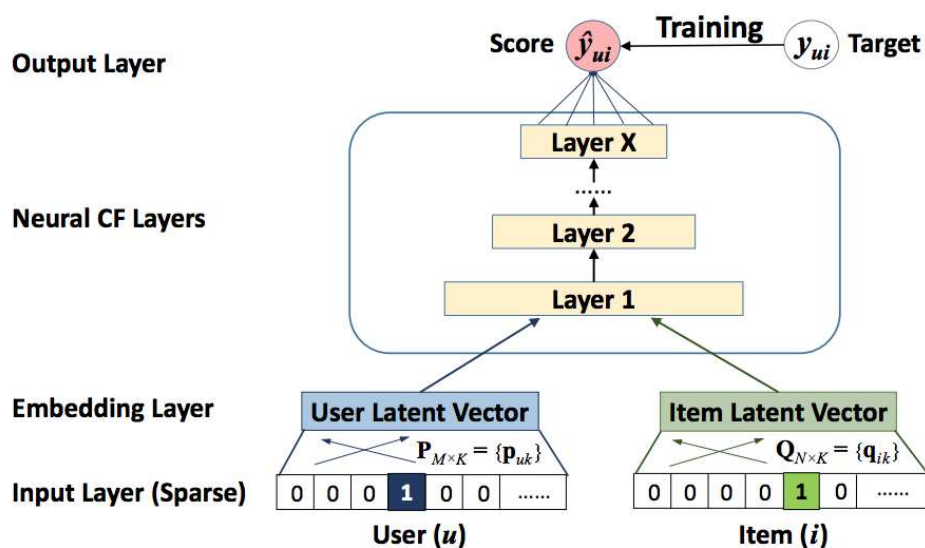 Output Layer
Score ŷ_ui Training y_ui Target
Layer X
......
Neural CF Layers
Layer 2
Layer 1
Embedding Layer
User Latent Vector
Item Latent Vector
P_{M×K} = {p_{uk}}
Q_{N×K} = {q_{ik}}
Input Layer (Sparse)
0 0 0 1 0 0 ......
0 0 0 0 1 0 ......
User (u)
Item (i)